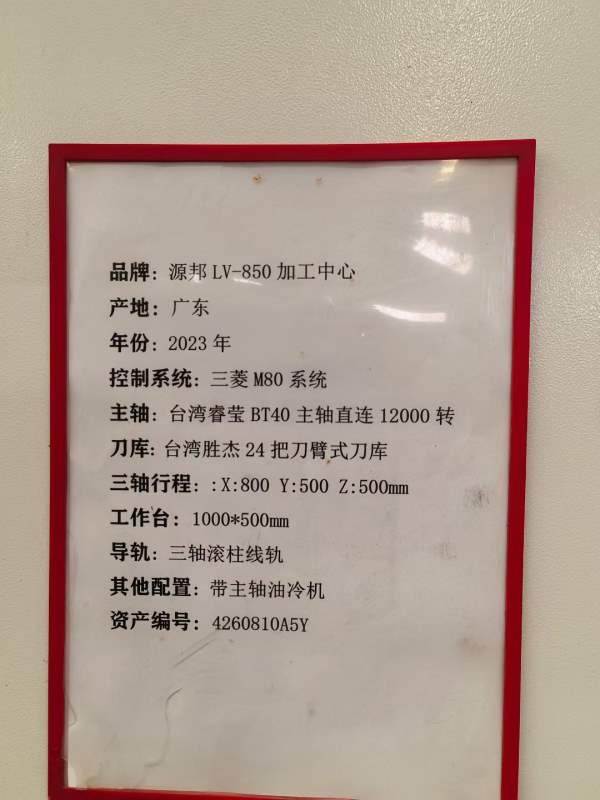 品牌：源邦 LV-850 加工中心
产地：广东
年份：2023 年
控制系统：三菱 M80 系统
主轴：台湾睿莹 BT40 主轴直连 12000 转
刀库：台湾胜杰 24 把刀臂式刀库
三轴行程：:X:800 Y:500 Z:500mm
工作台：1000*500mm
导轨：三轴滚柱线轨
其他配置：带主轴油冷机
资产编号：4260810A5Y